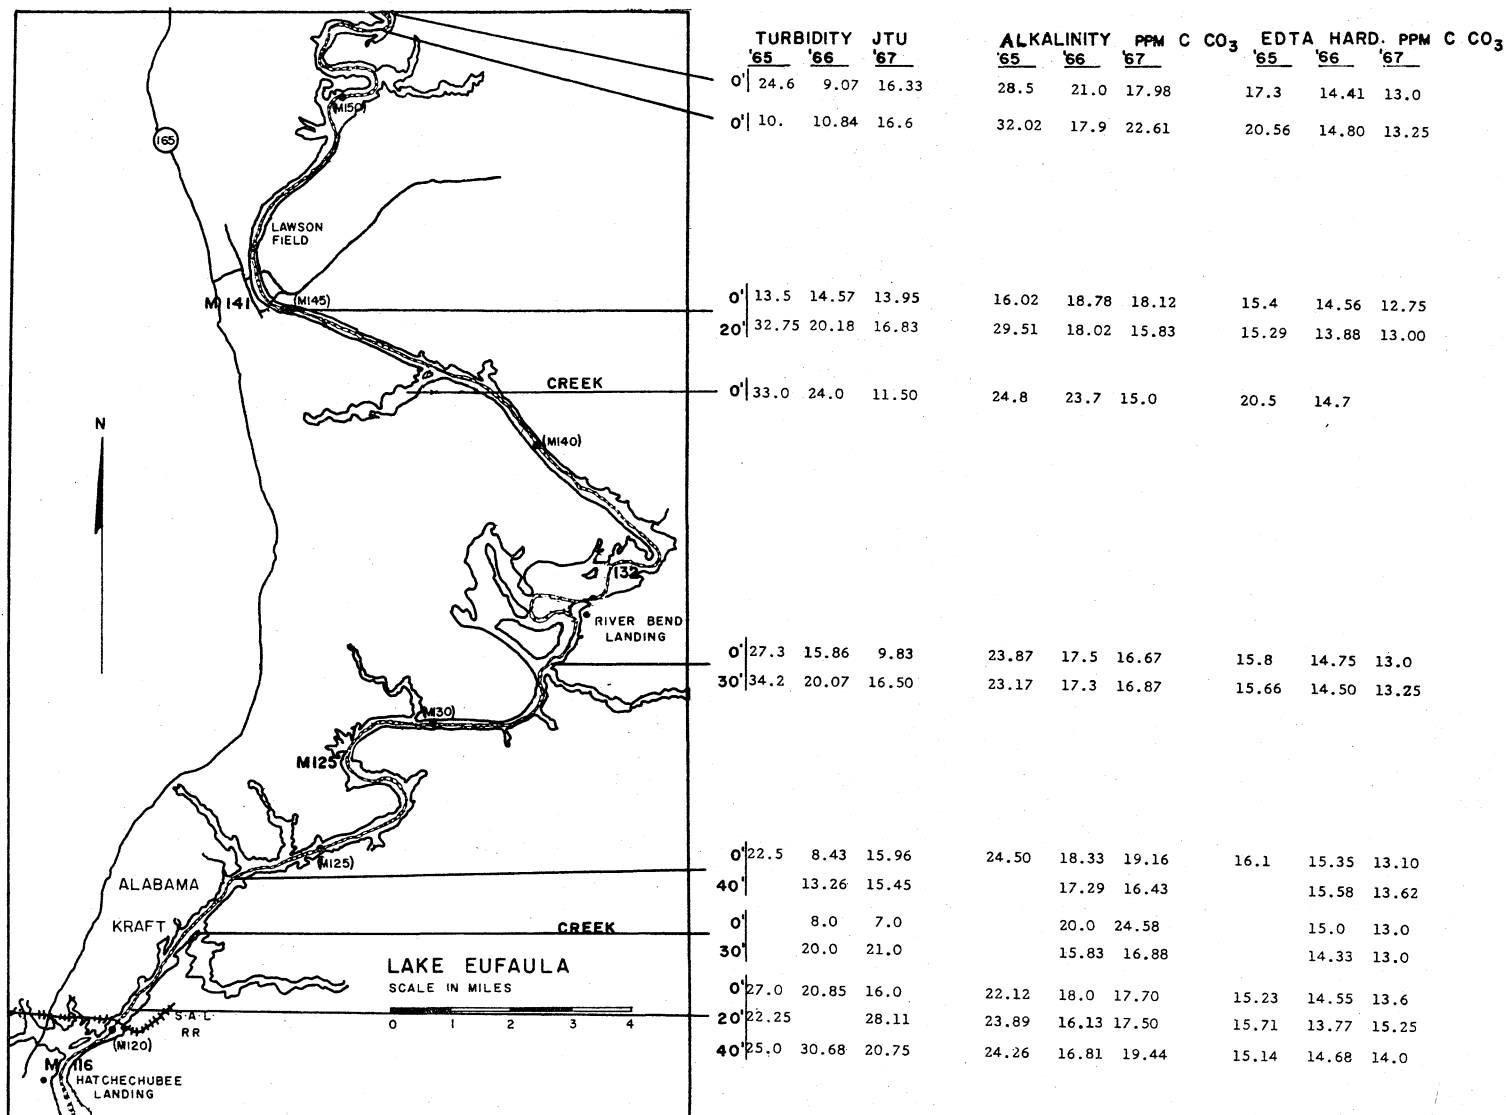 TURBIDITY JTU ALKALINITY PPM C CO3 EDTA HARD. PPM C CO3
'65 '66 '67 '65 '66 '67 '65 '66 '67
0' 24.6 9.07 16.33 28.5 21.0 17.98 17.3 14.41 13.0
(M150)
0' 10. 10.84 16.6 32.02 17.9 22.61 20.56 14.80 13.25
165
LAWSON
FIELD
M 141 (M145)
0' 13.5 14.57 13.95 16.02 18.78 18.12 15.4 14.56 12.75
20' 32.75 20.18 16.83 29.51 18.02 15.83 15.29 13.88 13.00
CREEK
0' 33.0 24.0 11.50 24.8 23.7 15.0 20.5 14.7
N
(M140)
132
RIVER BEND
LANDING
0' 27.3 15.86 9.83 23.87 17.5 16.67 15.8 14.75 13.0
30' 34.2 20.07 16.50 23.17 17.3 16.87 15.66 14.50 13.25
(M130)
M125
0' 22.5 8.43 15.96 24.50 18.33 19.16 16.1 15.35 13.10
(M125)
40' 13.26 15.45 17.29 16.43 15.58 13.62
ALABAMA
KRAFT
CREEK
0' 8.0 7.0 20.0 24.58 15.0 13.0
30' 20.0 21.0 15.83 16.88 14.33 13.0
LAKE EUFAULA
SCALE IN MILES
0 1 2 3 4
0' 27.0 20.85 16.0 22.12 18.0 17.70 15.23 14.55 13.6
S.A.L.
RR
20' 22.25 28.11 23.89 16.13 17.50 15.71 13.77 15.25
(M120)
40' 25.0 30.68 20.75 24.26 16.81 19.44 15.14 14.68 14.0
M 116
HATCHECHUBEE
LANDING